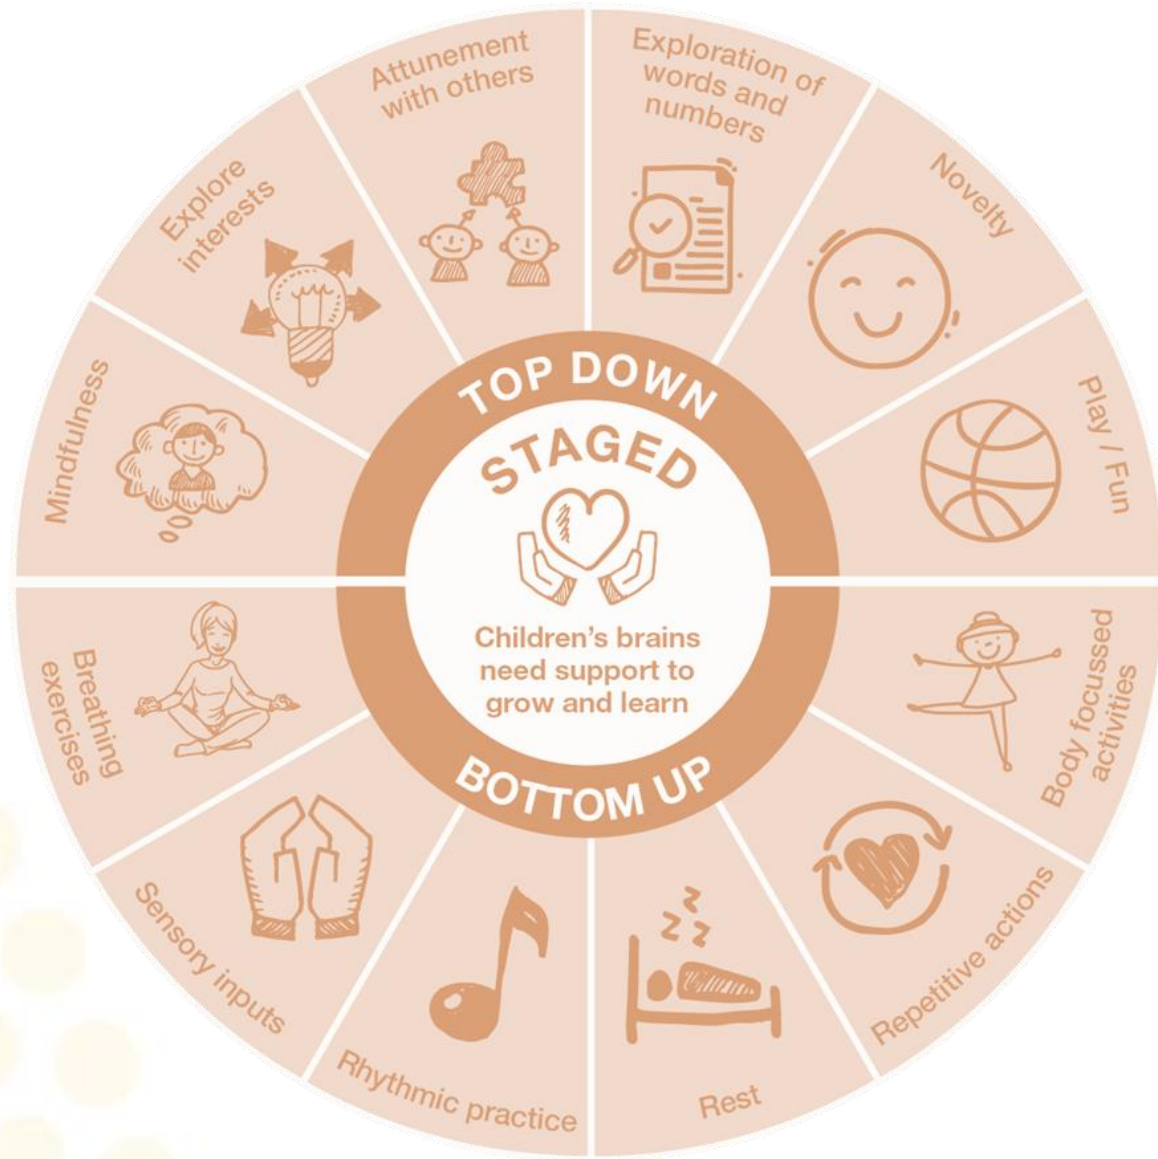 Attunement
with others
Exploration of
words and
numbers
Novelty
Play / Fun
Explore
interests
Mindfulness
TOP DOWN
STAGED
Children's brains
need support to
grow and learn
BOTTOM UP
Body focussed
activities
Repetitive actions
Rest
Rhythmic practice
Sensory inputs
Breathing
exercises